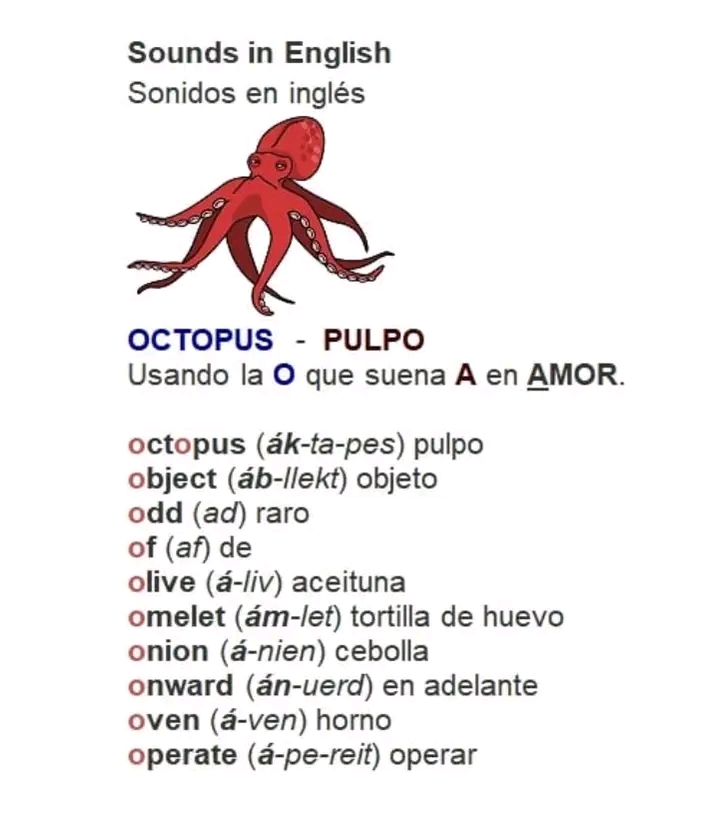 Sounds in English
Sonidos en inglés
OCTOPUS - PULPO
Usando la O que suena A en AMOR.
octopus (ák-ta-pes) pulpo
object (áb-llekt) objeto
odd (ad) raro
of (af) de
olive (á-liv) aceituna
omelet (ám-let) tortilla de huevo
onion (á-nien) cebolla
onward (án-uerd) en adelante
oven (á-ven) horno
operate (á-pe-reit) operar